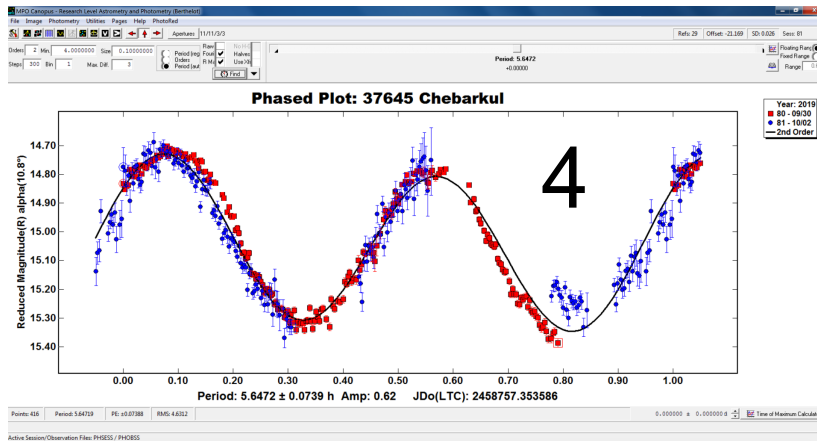 MPO Canopus - Research Level Astrometry and Photometry (Berthelot)
File Image Photometry Utilities Pages Help PhotoRed
Apertures 11/11/3/3 Refs: 29 Offset: -21.169 SD: 0.026 Sess: 81
Orders 2 Min 4.0000000 Size 0.10000000
Steps 300 Bin 1 Max. Diff. 3
Orders
Raw
Halves
Find
Period: 5.6472
+0.00000
Fixed Range
Range
Phased Plot: 37645 Chebarkul
Year: 2019
80 - 09/30
81 - 10/02
2nd Order
4
Reduced Magnitude(R) alpha(10.8°)
14.70
14.80
14.90
15.00
15.10
15.20
15.30
15.40
0.00 0.10 0.20 0.30 0.40 0.50 0.60 0.70 0.80 0.90 1.00
Period: 5.6472 ± 0.0739 h Amp: 0.62 JDo(LTC): 2458757.353586
Points: 416 Period: 5.64719 PE: ±0.07388 RMS: 4.6312 0.000000 ± 0.000000 d Time of Maximum Calculat
Active Session/Observation Files: PHSESS / PHOBSS